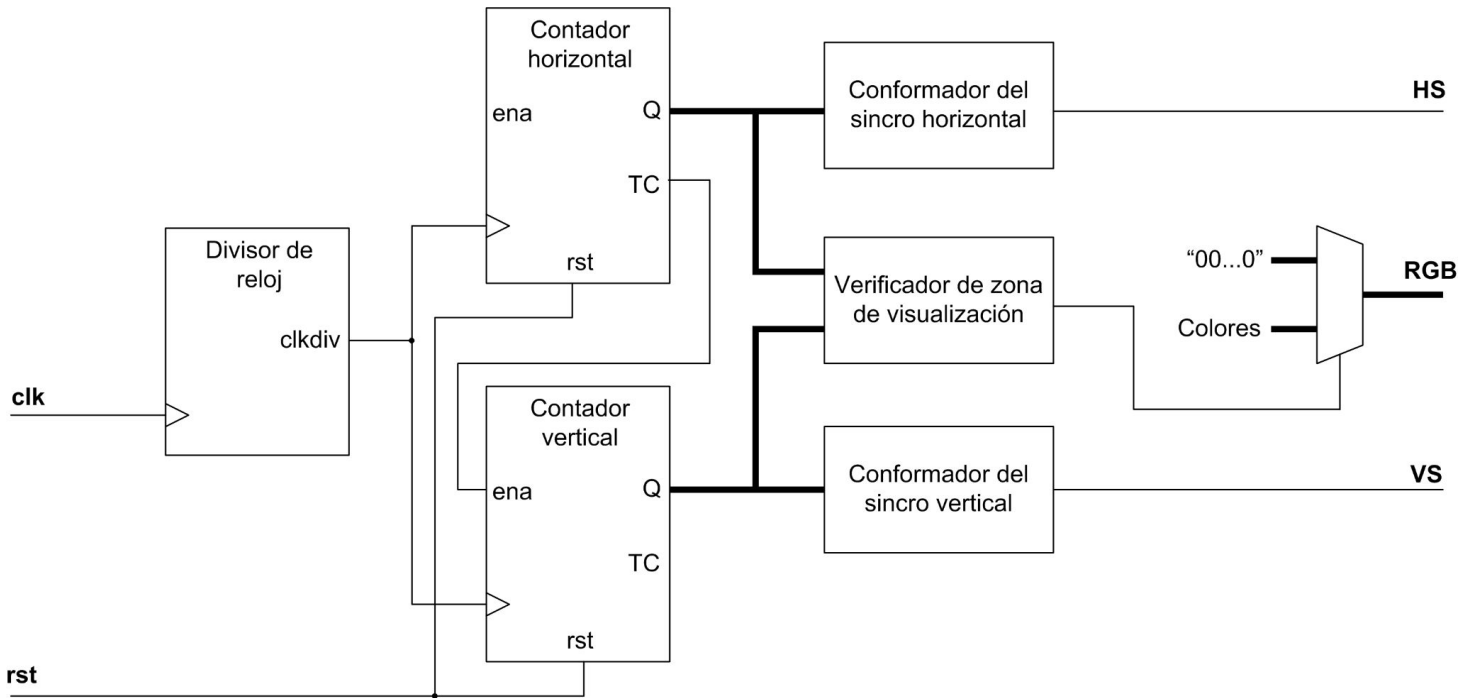 Contador
horizontal
ena
Q
TC
rst
Conformador del
sincro horizontal
HS
Divisor de
reloj
clkdiv
clk
Verificador de zona
de visualización
“00...0”
Colores
RGB
Contador
vertical
ena
Q
TC
rst
Conformador del
sincro vertical
VS
rst